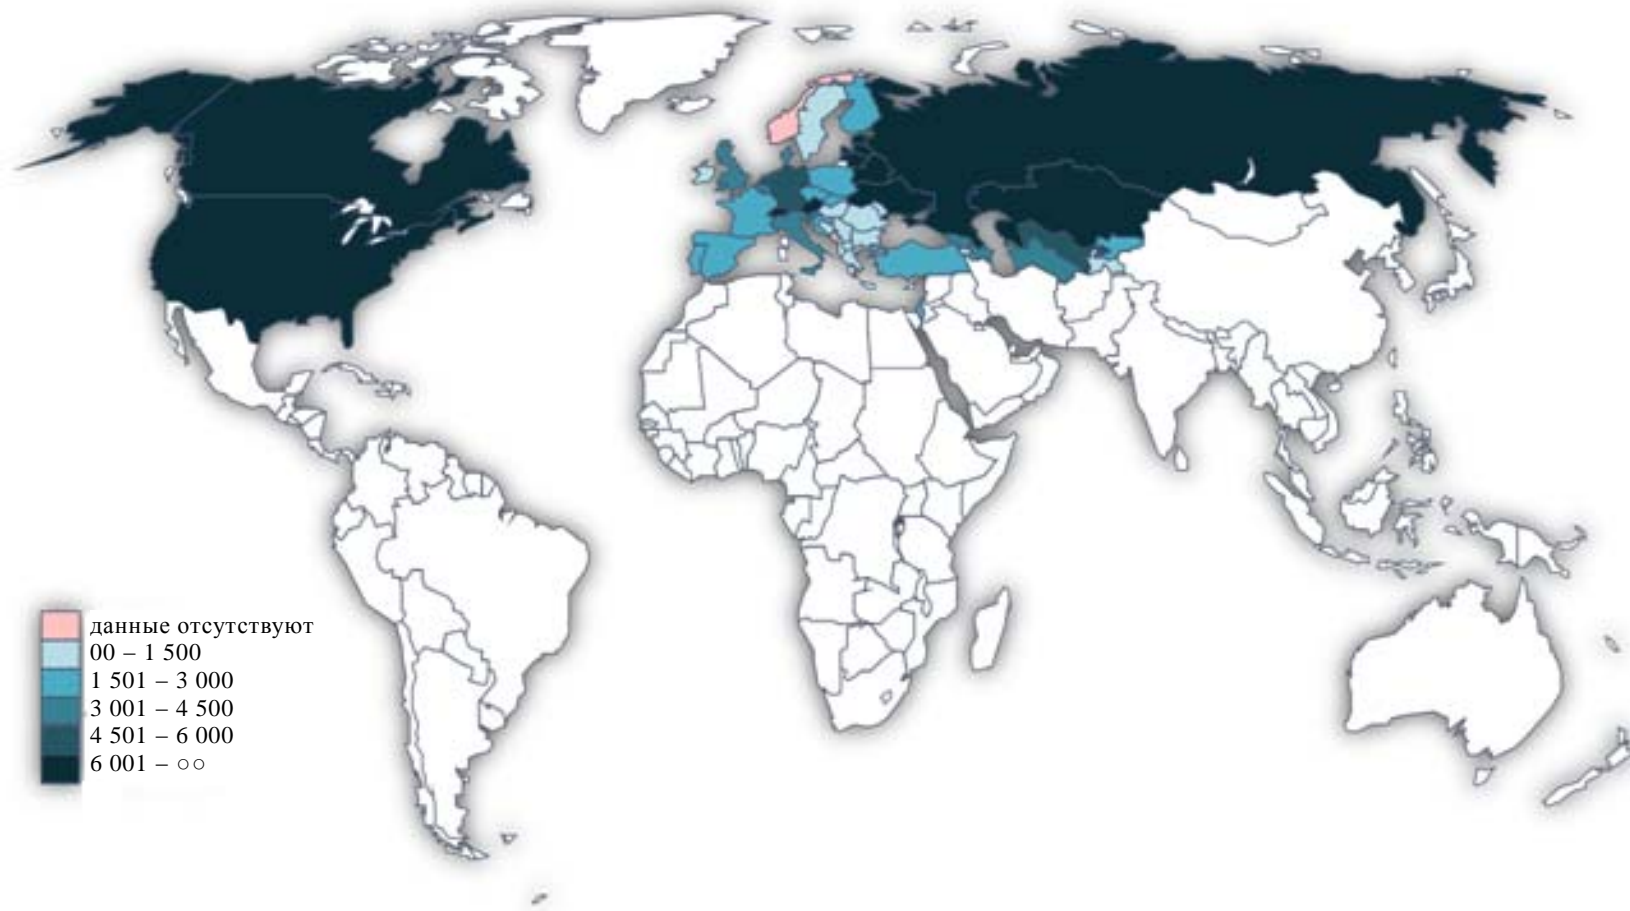 данные отсутствуют
00 – 1 500
1 501 – 3 000
3 001 – 4 500
4 501 – 6 000
6 001 – ○○